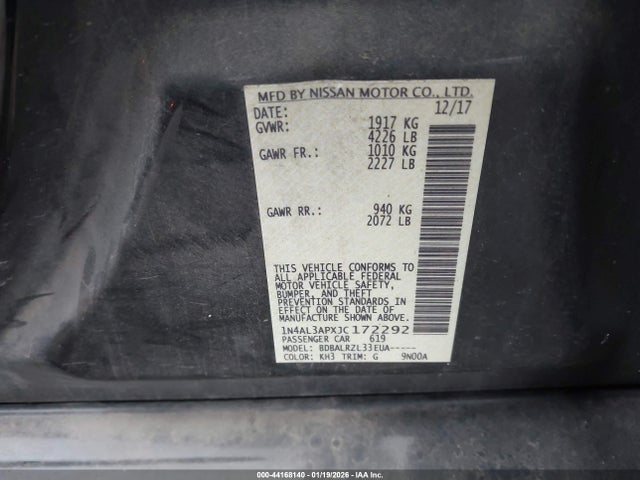 MFD BY NISSAN MOTOR CO., LTD.
DATE: 12/17
GVWR: 1917 KG
4226 LB
GAWR FR.: 1010 KG
2227 LB
GAWR RR.: 940 KG
2072 LB
THIS VEHICLE CONFORMS TO
ALL APPLICABLE FEDERAL
MOTOR VEHICLE SAFETY,
BUMPER, AND THEFT
PREVENTION STANDARDS IN
EFFECT ON THE DATE OF
MANUFACTURE SHOWN ABOVE.
1N4AL3APXJC172292
PASSENGER CAR 619
MODEL: BDBALRZL33EUA-----
COLOR: KH3 TRIM: G 9N00A
000-44168140 - 01/19/2026 - IAA Inc.